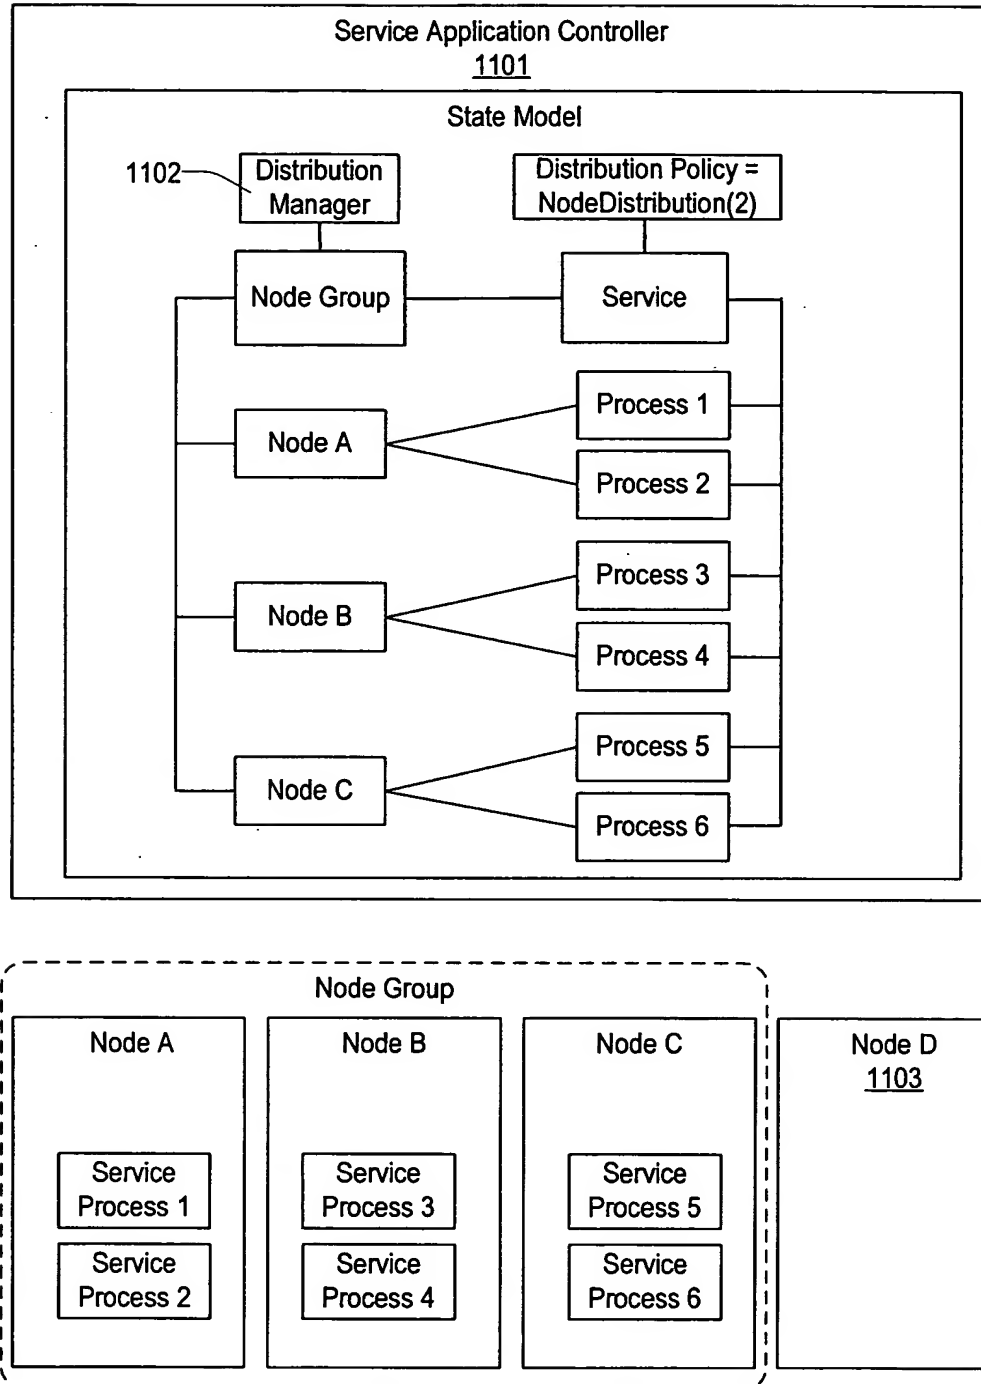 Service Application Controller
1101
State Model
1102
Distribution
Manager
Distribution Policy =
NodeDistribution(2)
Node Group
Service
Node A
Process 1
Process 2
Node B
Process 3
Process 4
Node C
Process 5
Process 6
Node Group
Node A
Node B
Node C
Node D
1103
Service
Process 1
Service
Process 3
Service
Process 5
Service
Process 2
Service
Process 4
Service
Process 6